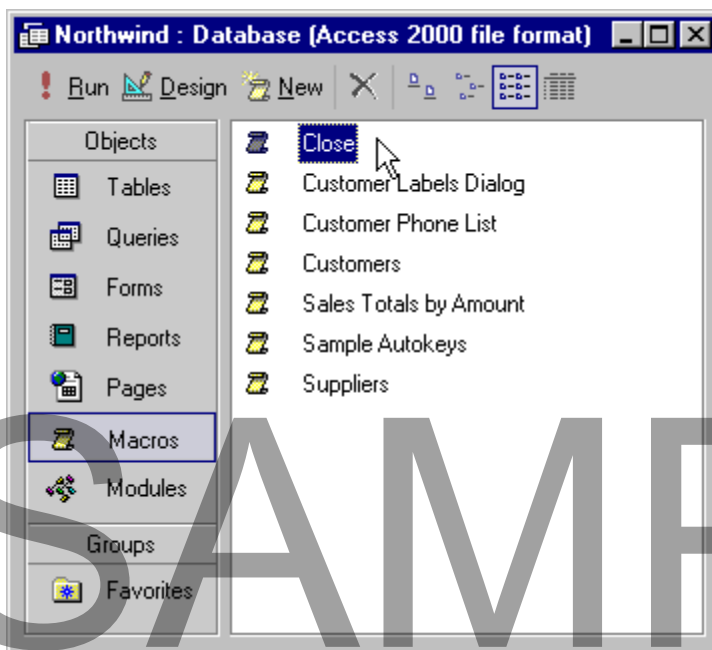 Northwind : Database (Access 2000 file format)
Run Design New
Objects
Tables
Queries
Forms
Reports
Pages
Macros
Modules
Groups
Favorites
Close
Customer Labels Dialog
Customer Phone List
Customers
Sales Totals by Amount
Sample Autokeys
Suppliers